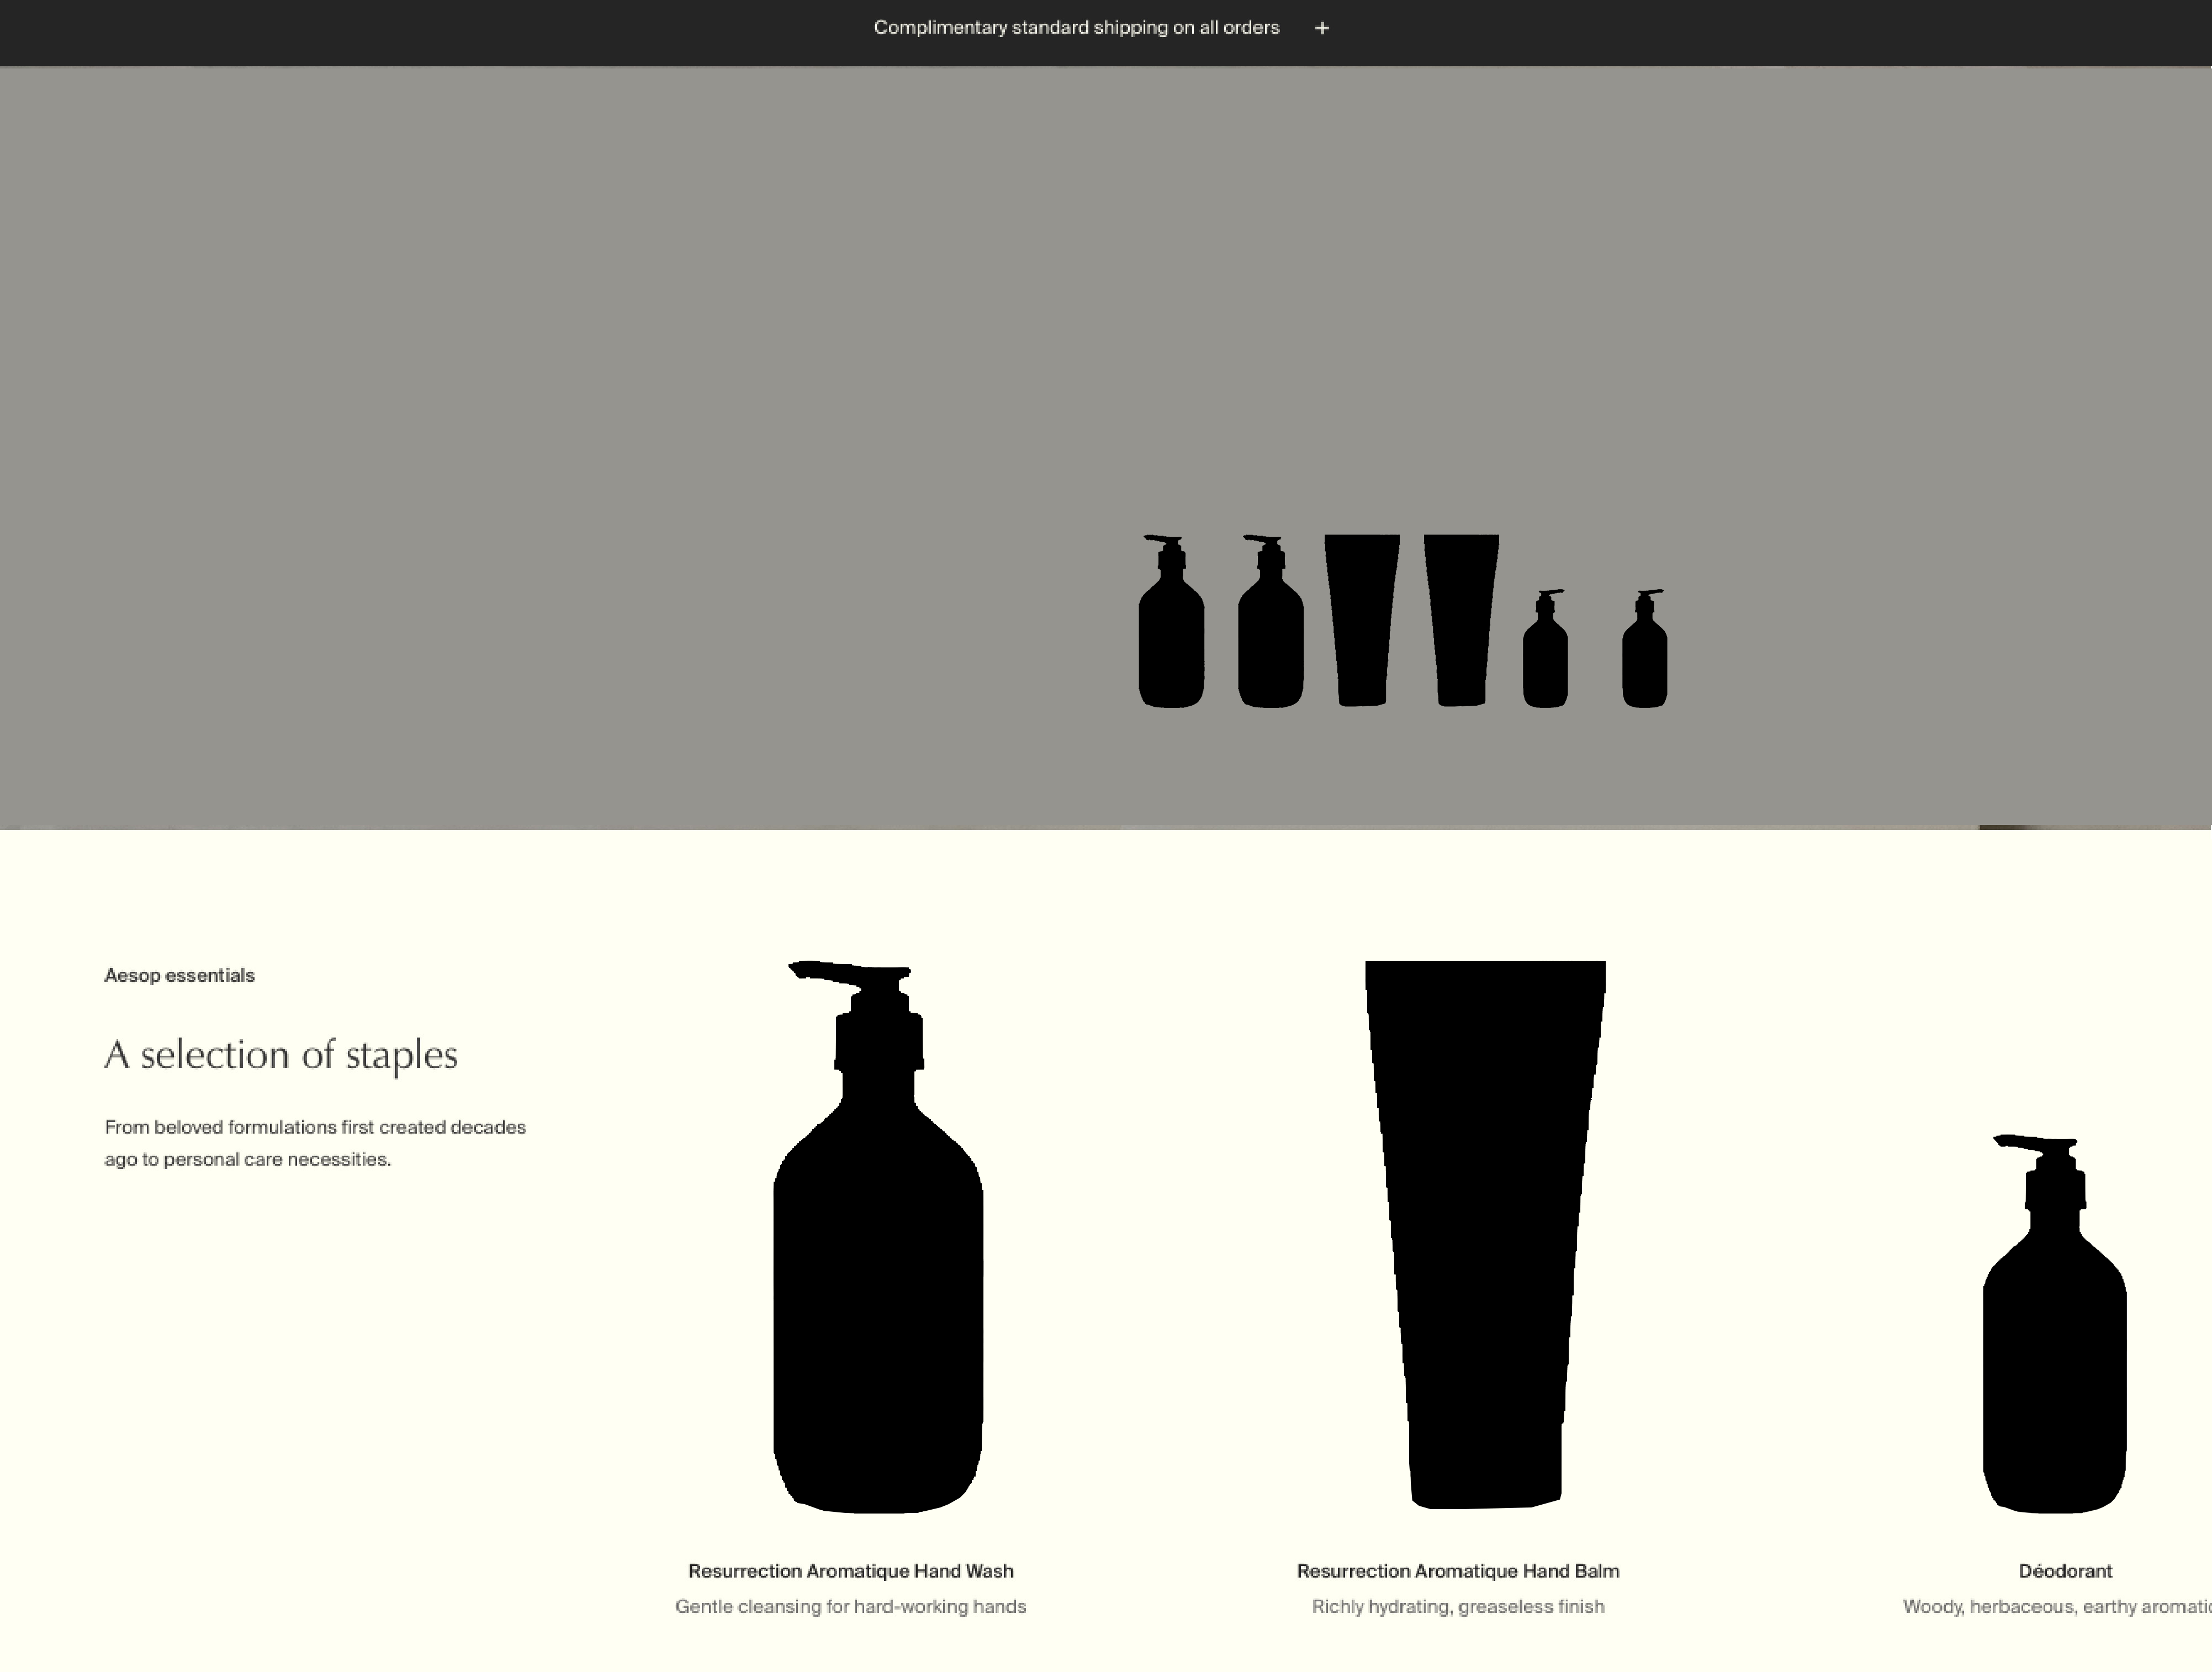 Complimentary standard shipping on all orders +
Aesop essentials
A selection of staples
From beloved formulations first created decades
ago to personal care necessities.
Resurrection Aromatique Hand Wash
Gentle cleansing for hard-working hands
Resurrection Aromatique Hand Balm
Richly hydrating, greaseless finish
Déodorant
Woody, herbaceous, earthy